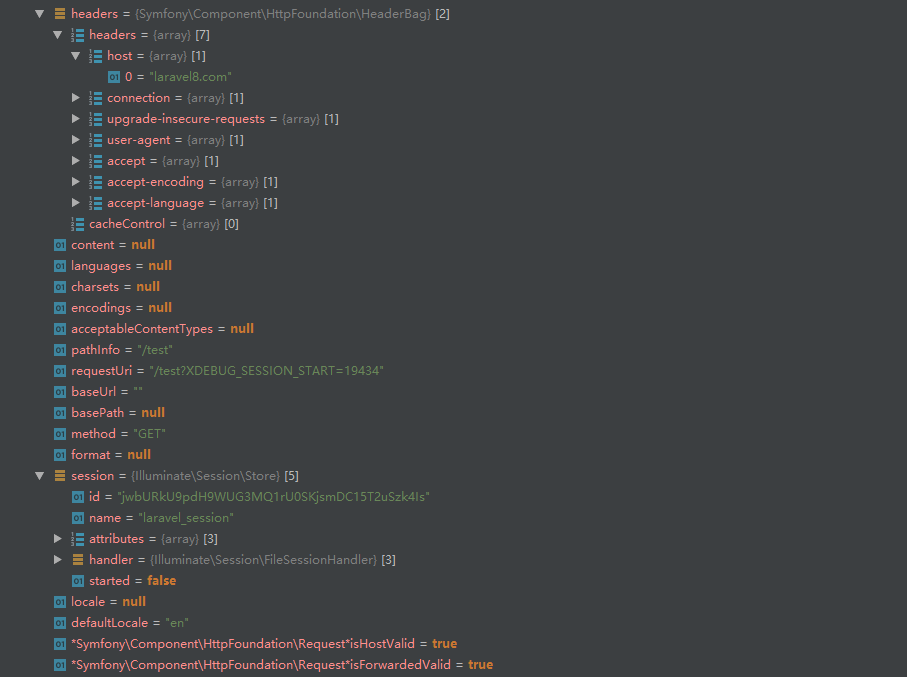 headers = {Symfony\Component\HttpFoundation\HeaderBag} [2]
headers = {array} [7]
host = {array} [1]
0 = "laravel8.com"
connection = {array} [1]
upgrade-insecure-requests = {array} [1]
user-agent = {array} [1]
accept = {array} [1]
accept-encoding = {array} [1]
accept-language = {array} [1]
cacheControl = {array} [0]
content = null
languages = null
charsets = null
encodings = null
acceptableContentTypes = null
pathInfo = "/test"
requestUri = "/test?XDEBUG_SESSION_START=19434"
baseUrl = ""
basePath = null
method = "GET"
format = null
session = {Illuminate\Session\Store} [5]
id = "jwbURkU9pdH9WUG3MQ1rU0SKjsmDC15T2uSzk4Is"
name = "laravel_session"
attributes = {array} [3]
handler = {Illuminate\Session\FileSessionHandler} [3]
started = false
locale = null
defaultLocale = "en"
*Symfony\Component\HttpFoundation\Request*isHostValid = true
*Symfony\Component\HttpFoundation\Request*isForwardedValid = true